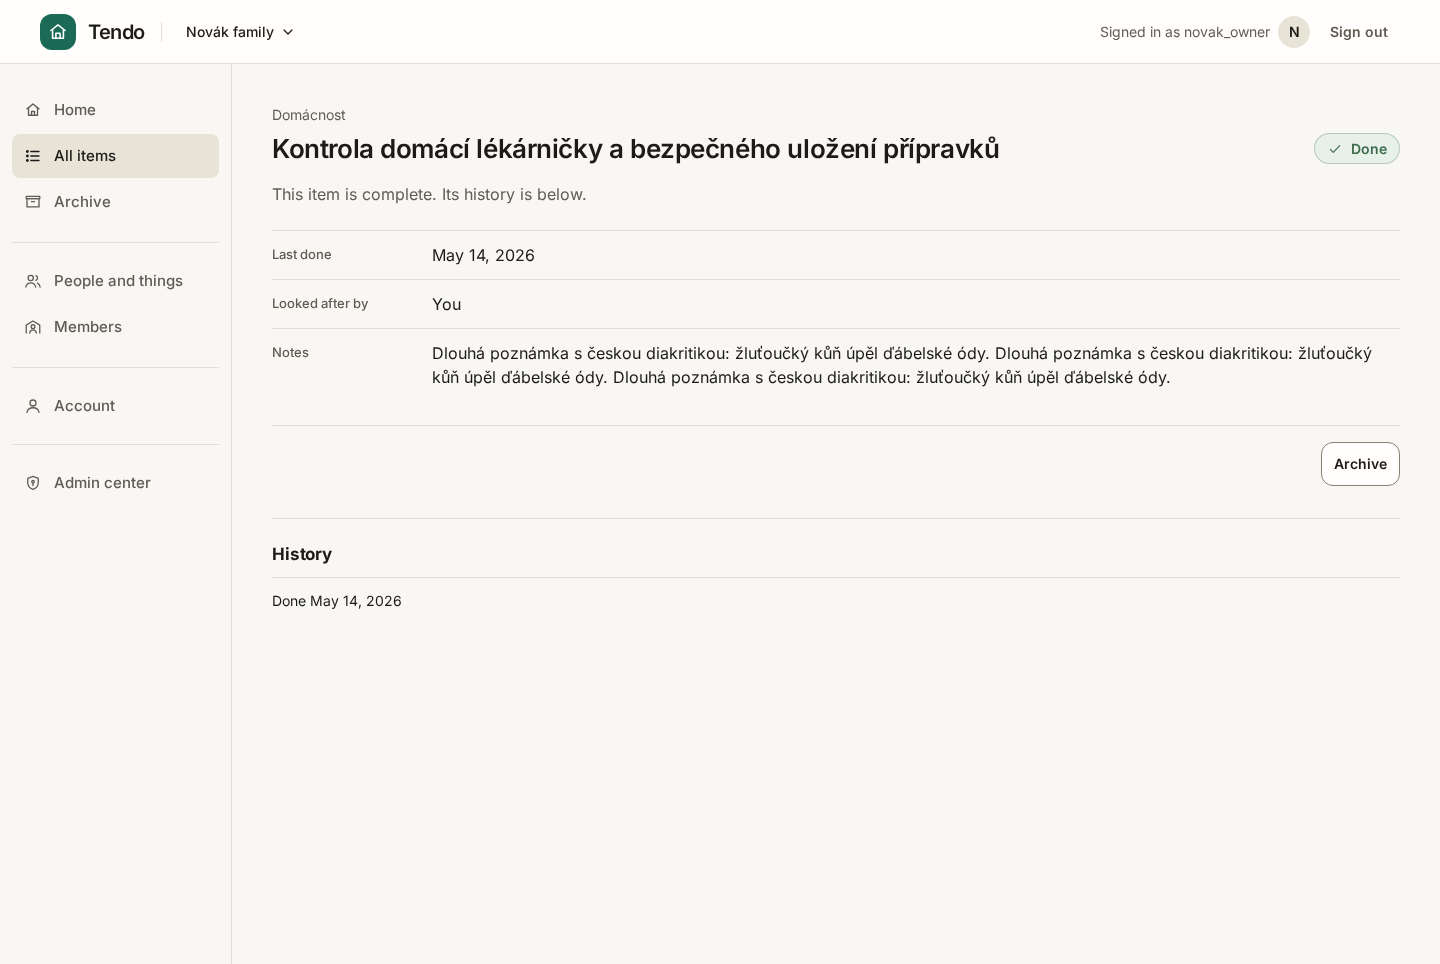 Tendo
Novák family
Signed in as novak_owner
N
Sign out
Home
All items
Archive
People and things
Members
Account
Admin center
Domácnost
Kontrola domácí lékárničky a bezpečného uložení přípravků
Done
This item is complete. Its history is below.
Last done
May 14, 2026
Looked after by
You
Notes
Dlouhá poznámka s českou diakritikou: žluťoučký kůň úpěl ďábelské ódy. Dlouhá poznámka s českou diakritikou: žluťoučký
kůň úpěl ďábelské ódy. Dlouhá poznámka s českou diakritikou: žluťoučký kůň úpěl ďábelské ódy.
Archive
History
Done May 14, 2026